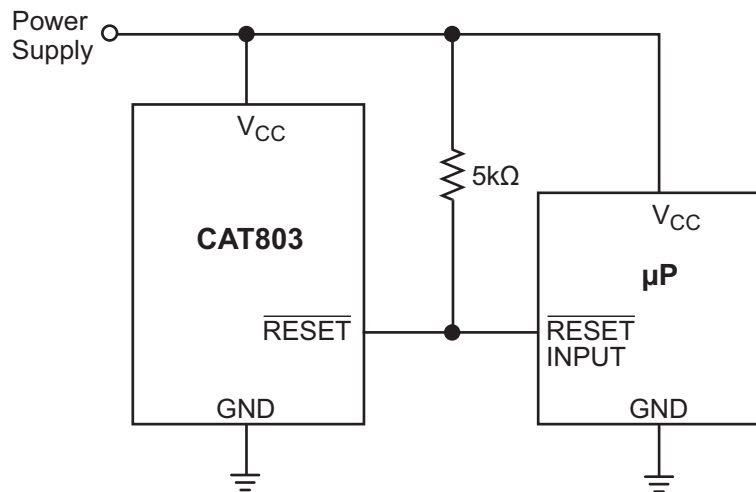 Power
Supply
VCC
5kΩ
CAT803
VCC
µP
RESET
RESET
INPUT
GND
GND